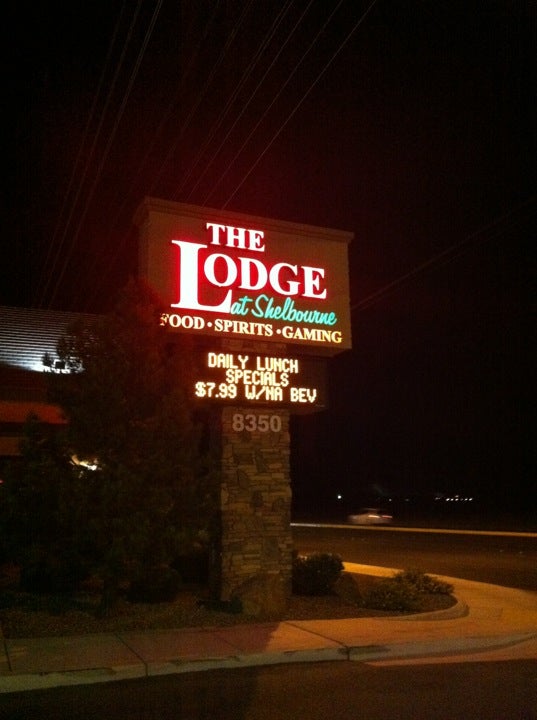 THE
LODGE
at Shelbourne
FOOD • SPIRITS • GAMING
DAILY LUNCH
SPECIALS
$7.99 W/NA BEV
8350